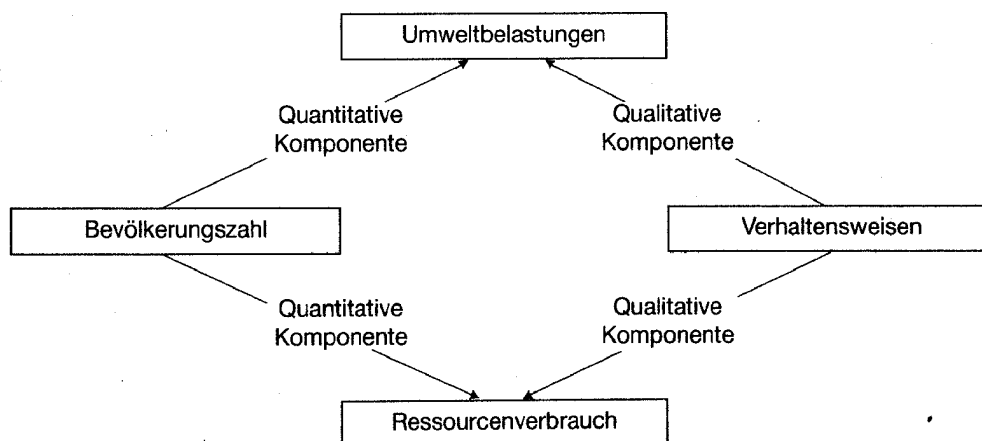 Umweltbelastungen
Quantitative
Komponente
Qualitative
Komponente
Bevölkerungszahl
Verhaltensweisen
Quantitative
Komponente
Qualitative
Komponente
Ressourcenverbrauch